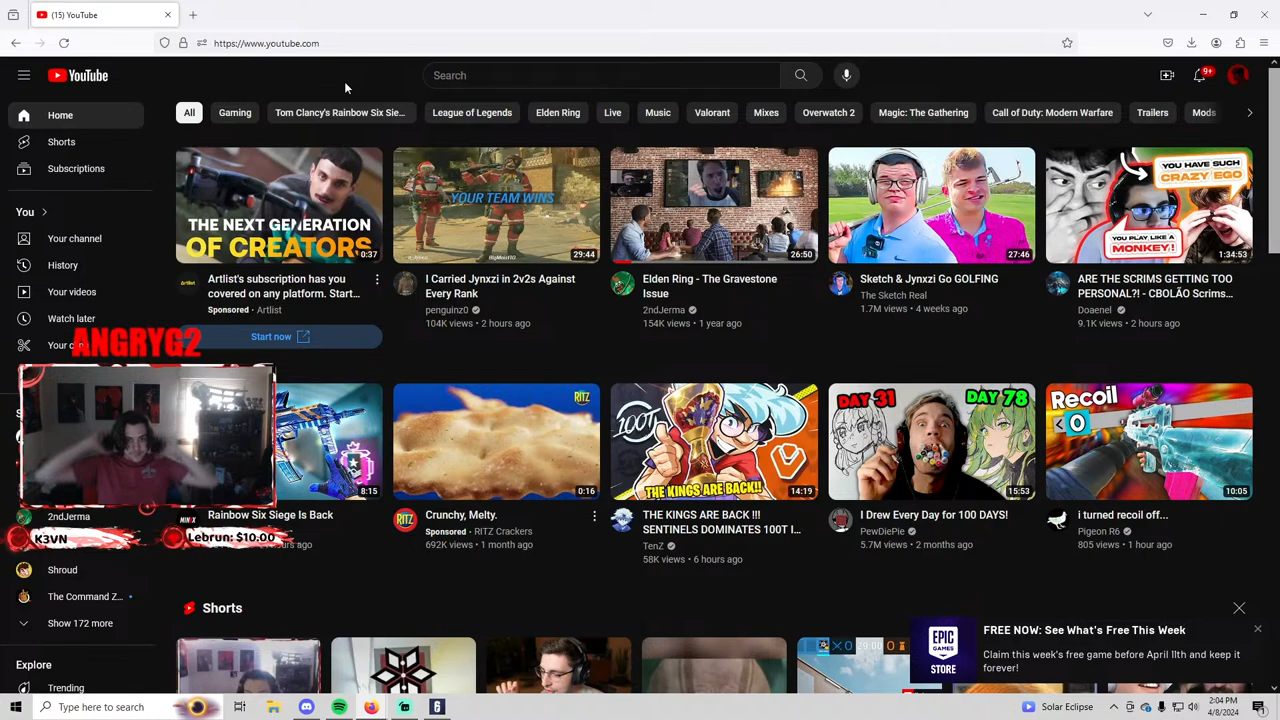 (15) YouTube
https://www.youtube.com
YouTube
Search
9+
Home
Shorts
Subscriptions
You
Your channel
History
Your videos
Watch later
All
Gaming
Tom Clancy's Rainbow Six Sie...
League of Legends
Elden Ring
Live
Music
Valorant
Mixes
Overwatch 2
Magic: The Gathering
Call of Duty: Modern Warfare
Trailers
Mods
THE NEXT GENERATION
OF CREATORS
0:37
Artlist's subscription has you
covered on any platform. Start...
Sponsored · Artlist
Start now
YOUR TEAM WINS
29:44
I Carried Jynxzi in 2v2s Against
Every Rank
penguinz0
104K views • 2 hours ago
26:50
Elden Ring - The Gravestone
Issue
2ndJerma
154K views • 1 year ago
27:46
Sketch & Jynxzi Go GOLFING
The Sketch Real
1.7M views • 4 weeks ago
YOU HAVE SUCH
CRAZY EGO
YOU PLAY LIKE A
MONKEY!
1:34:53
ARE THE SCRIMS GETTING TOO
PERSONAL?! - CBOLÃO Scrims...
Doaenel
9.1K views • 2 hours ago
ANGRYG2
2ndJerma
K3VN
Lebrun: $10.00
Shroud
The Command Z...
Show 172 more
Explore
Trending
8:15
Rainbow Six Siege Is Back
RITZ
0:16
RITZ
Crunchy, Melty.
Sponsored · RITZ Crackers
692K views • 1 month ago
100T
THE KINGS ARE BACK!!
14:19
THE KINGS ARE BACK !!!
SENTINELS DOMINATES 100T I...
TenZ
58K views • 6 hours ago
DAY 31
DAY 78
15:53
I Drew Every Day for 100 DAYS!
PewDiePie
5.7M views • 2 months ago
Recoil
0
10:05
i turned recoil off...
Pigeon R6
805 views • 1 hour ago
Shorts
EPIC
GAMES
STORE
FREE NOW: See What's Free This Week
Claim this week's free game before April 11th and keep it
forever!
Type here to search
Solar Eclipse
2:04 PM
4/8/2024